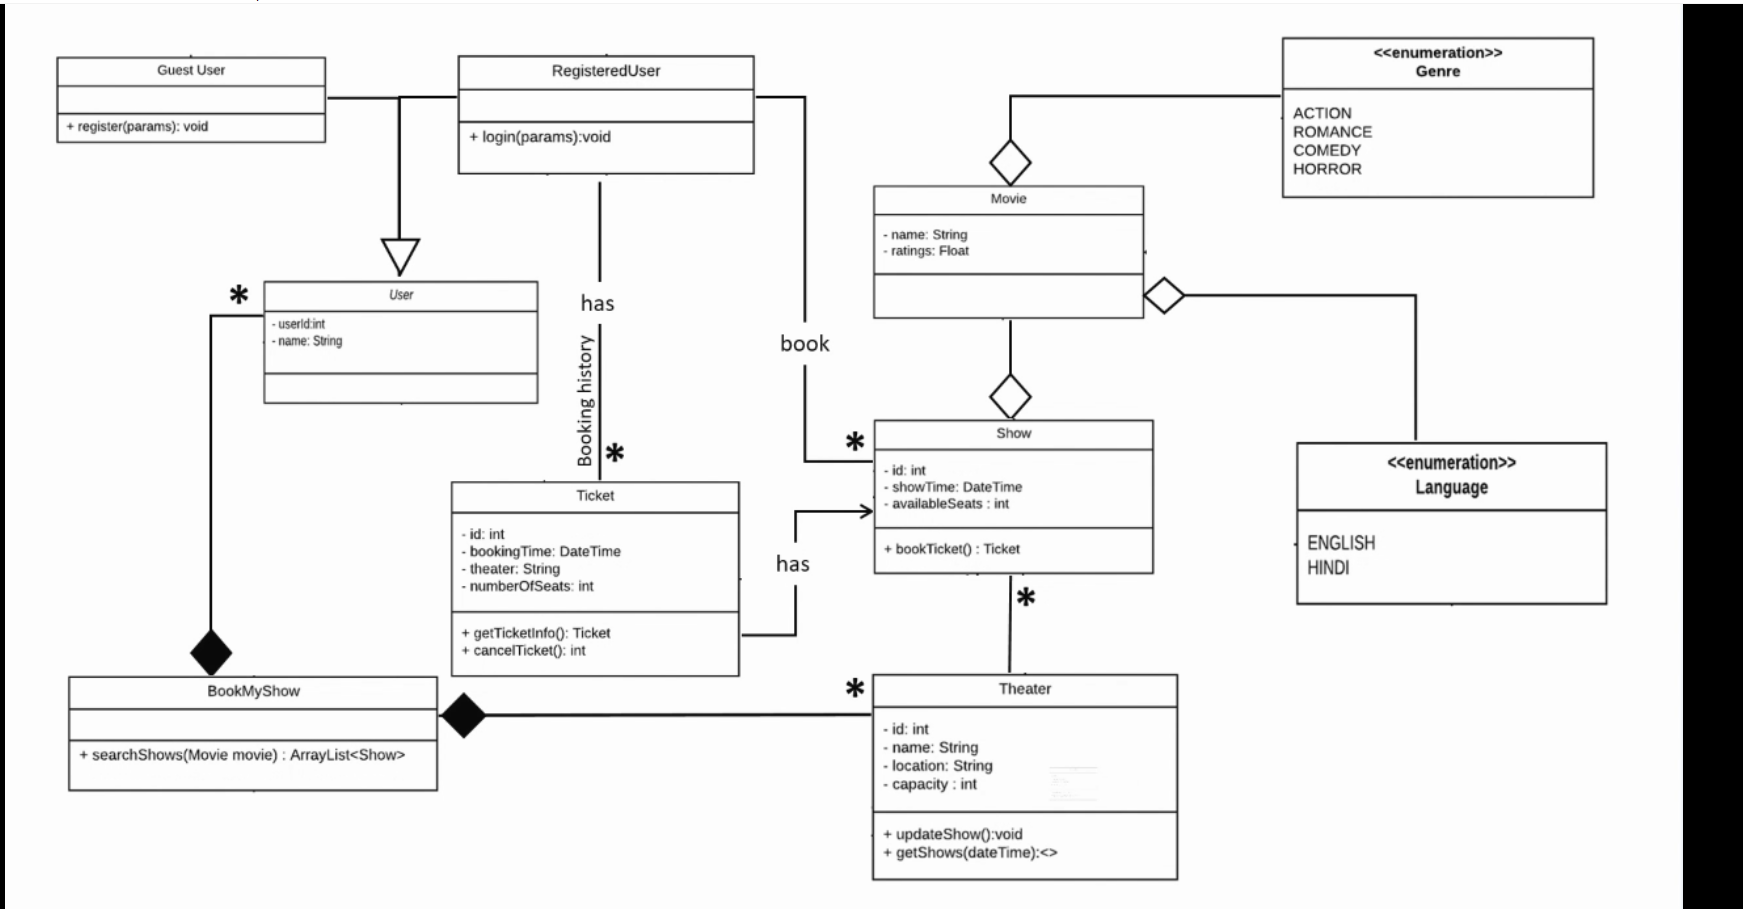 Guest User
+ register(params): void
RegisteredUser
+ login(params):void
<<enumeration>>
Genre
ACTION
ROMANCE
COMEDY
HORROR
Movie
- name: String
- ratings: Float
*
User
- userId:int
- name: String
has
Booking history
*
book
*
Show
- id: int
- showTime: DateTime
- availableSeats : int
+ bookTicket() : Ticket
<<enumeration>>
Language
ENGLISH
HINDI
Ticket
- id: int
- bookingTime: DateTime
- theater: String
- numberOfSeats: int
+ getTicketInfo(): Ticket
+ cancelTicket(): int
has
*
BookMyShow
+ searchShows(Movie movie) : ArrayList<Show>
*
Theater
- id: int
- name: String
- location: String
- capacity : int
+ updateShow():void
+ getShows(dateTime):<>